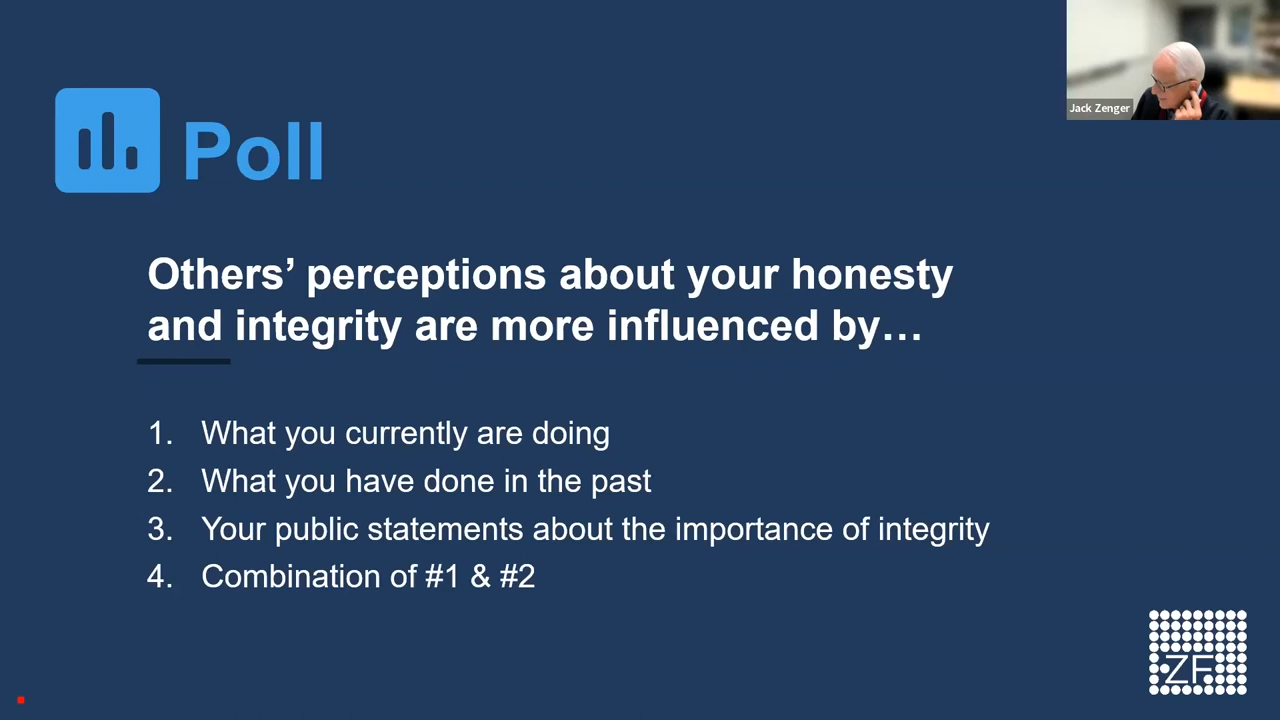 Jack Zenger
Poll
Others’ perceptions about your honesty
and integrity are more influenced by…
1. What you currently are doing
2. What you have done in the past
3. Your public statements about the importance of integrity
4. Combination of #1 & #2
ZF